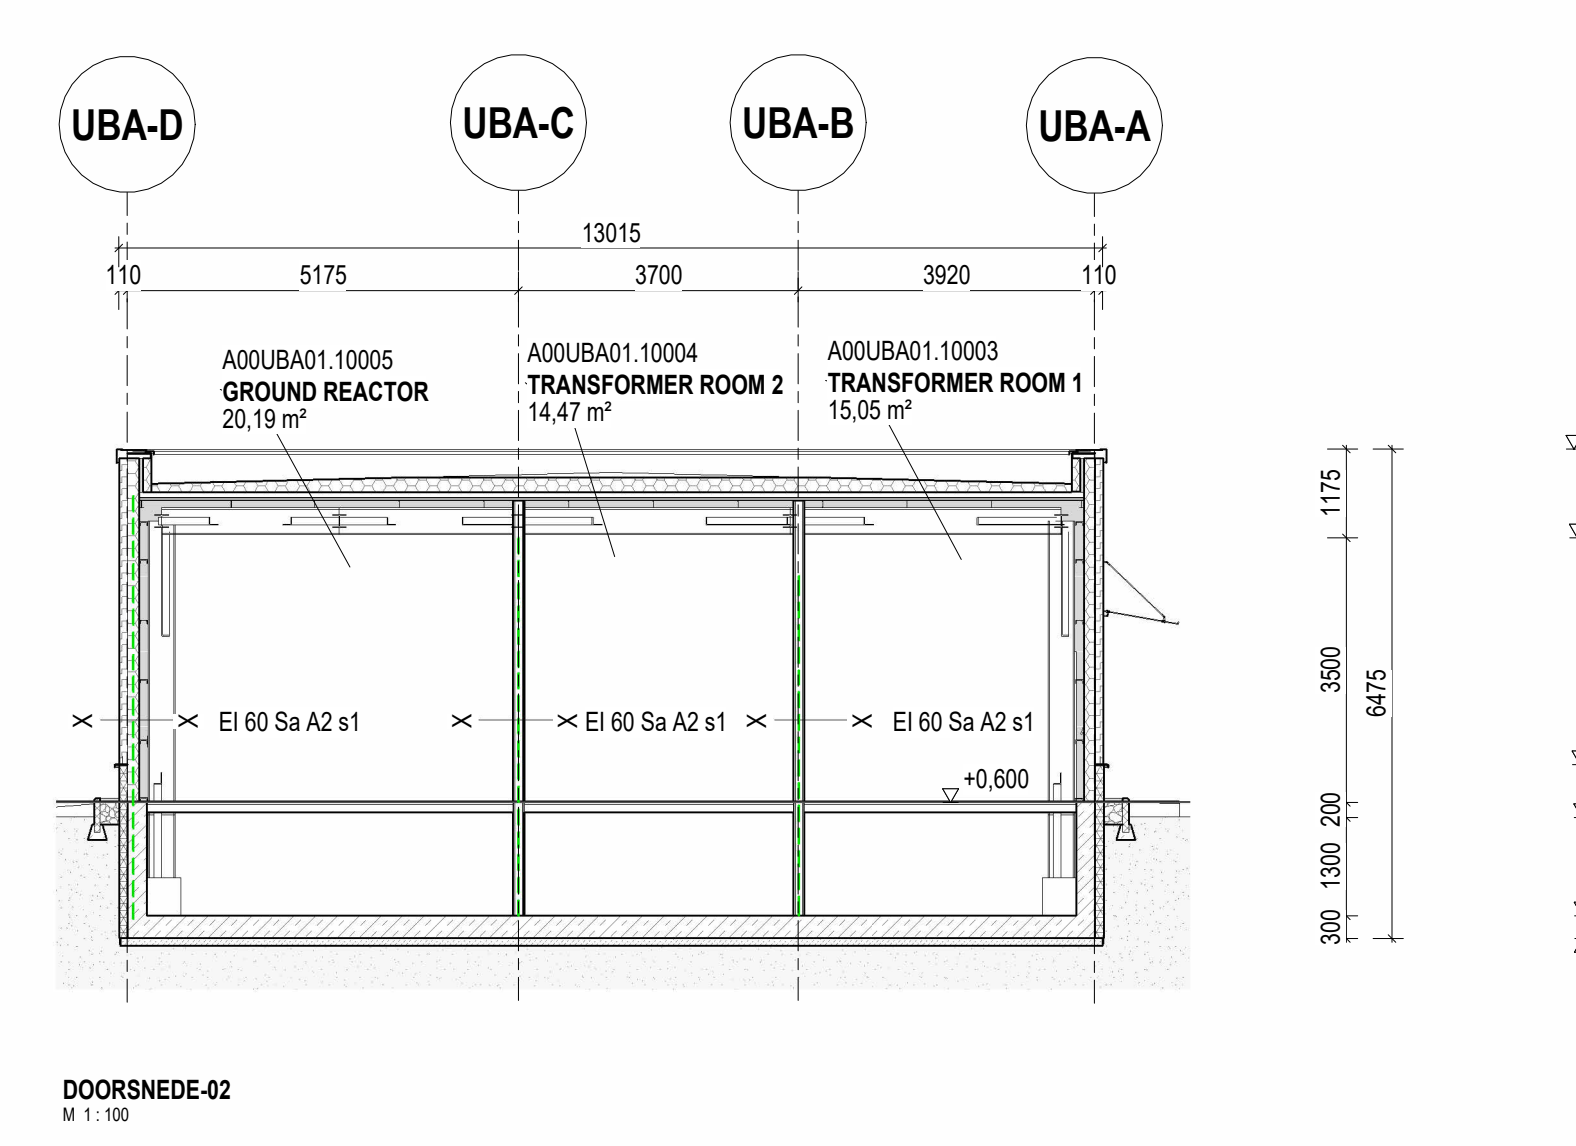 UBA-D
UBA-C
UBA-B
UBA-A
13015
110
5175
3700
3920
110
A00UBA01.10005
GROUND REACTOR
20,19 m²
A00UBA01.10004
TRANSFORMER ROOM 2
14,47 m²
A00UBA01.10003
TRANSFORMER ROOM 1
15,05 m²
1175
3500
6475
200
1300
300
X X EI 60 Sa A2 s1
X X EI 60 Sa A2 s1
X X EI 60 Sa A2 s1
+0,600
DOORSNEDE-02
M 1 : 100